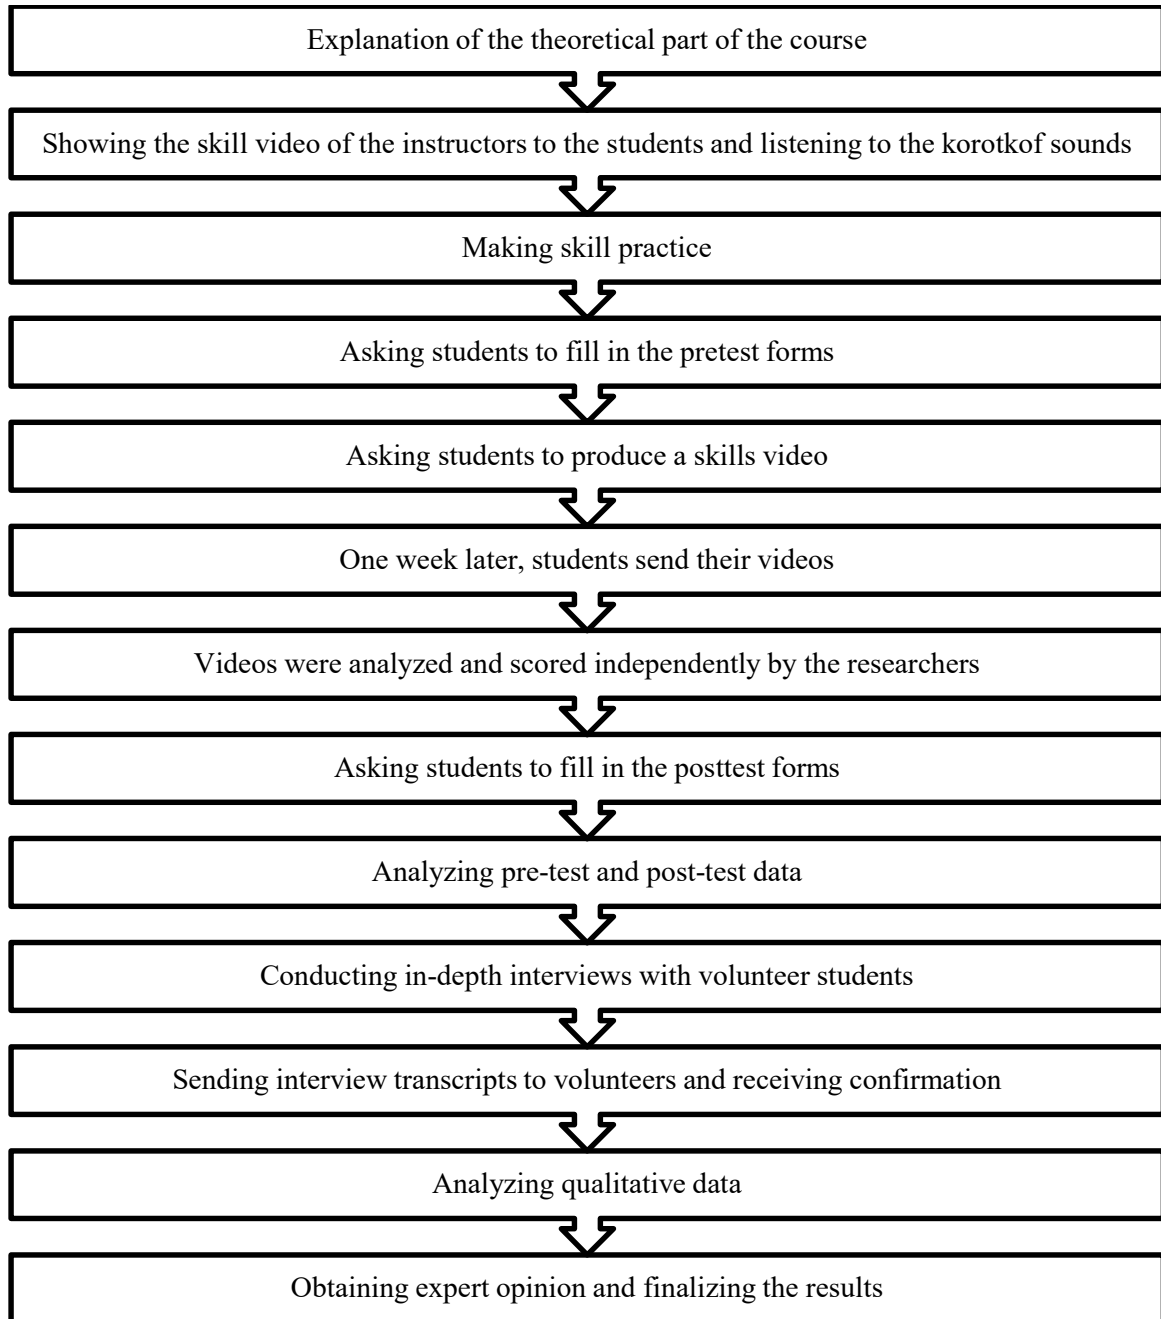 Explanation of the theoretical part of the course
Showing the skill video of the instructors to the students and listening to the korotkof sounds
Making skill practice
Asking students to fill in the pretest forms
Asking students to produce a skills video
One week later, students send their videos
Videos were analyzed and scored independently by the researchers
Asking students to fill in the posttest forms
Analyzing pre-test and post-test data
Conducting in-depth interviews with volunteer students
Sending interview transcripts to volunteers and receiving confirmation
Analyzing qualitative data
Obtaining expert opinion and finalizing the results